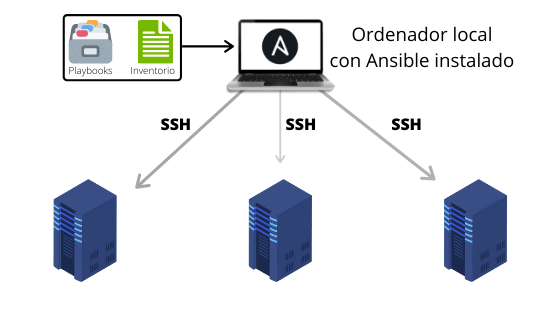 Ordenador local
con Ansible instalado
Playbooks
Inventorio
SSH
SSH
SSH